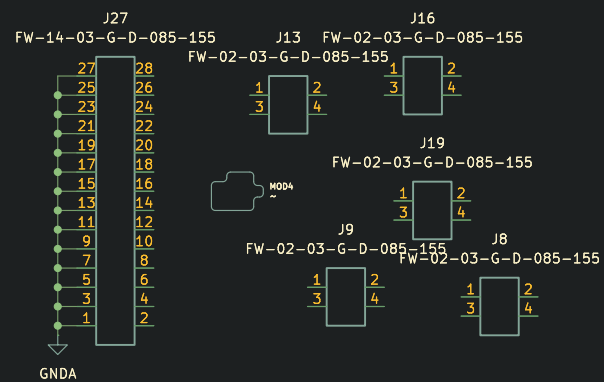 J27
FW-14-03-G-D-085-155
27 28
25 26
23 24
21 22
19 20
17 18
15 16
13 14
11 12
9 10
7 8
5 6
3 4
1 2
GNDA
J13
FW-02-03-G-D-085-155
1 2
3 4
J16
FW-02-03-G-D-085-155
1 2
3 4
MOD4
~
J19
FW-02-03-G-D-085-155
1 2
3 4
J9
FW-02-03-G-D-085-155
1 2
3 4
J8
FW-02-03-G-D-085-155
1 2
3 4